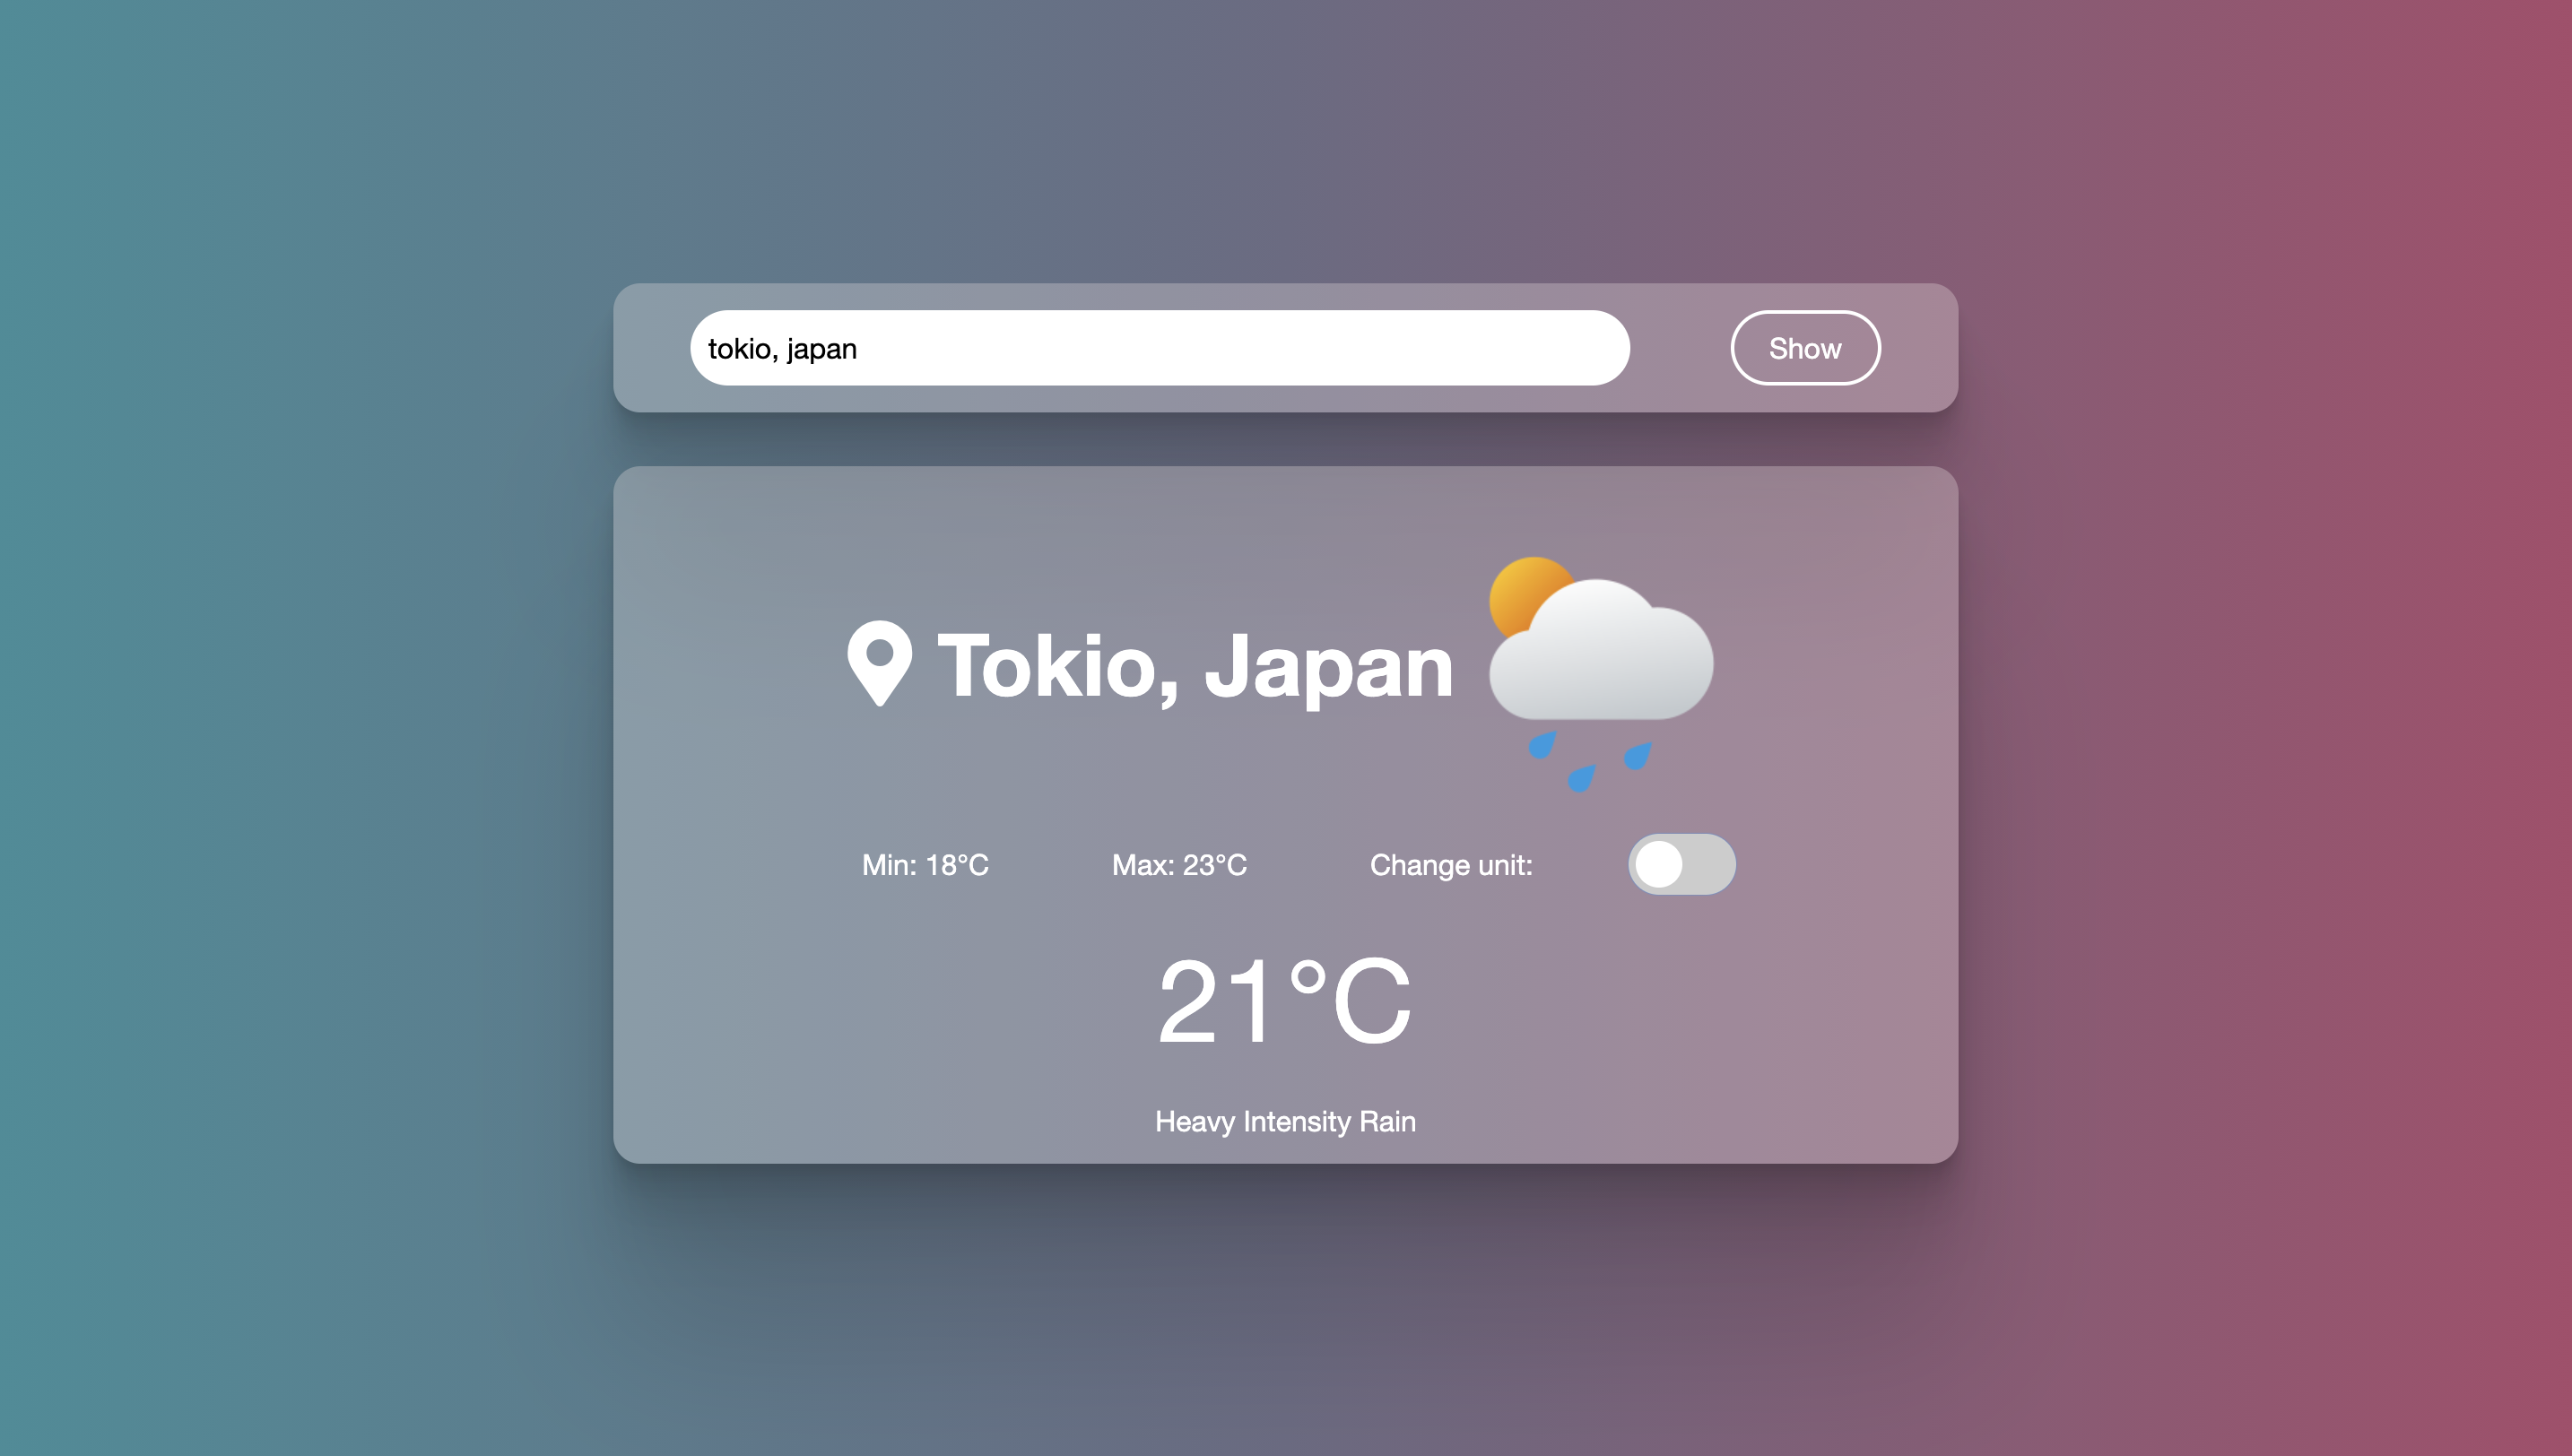 tokio, japan
Show
Tokio, Japan
Min: 18°C
Max: 23°C
Change unit:
21°C
Heavy Intensity Rain